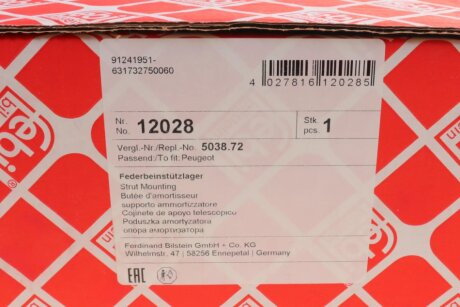 91241951-
631732750060
4 027816 120285
Nr.
No. 12028
Stk
pcs. 1
Vergl.-Nr./Repl.-No. 5038.72
Passend:/To fit: Peugeot
Federbeinstützlager
Strut Mounting
Butée d'amortisseur
supporto ammortizzatore
Cojinete de apoyo telescópico
Poduszka amortyzatora
опора амортизатора
Ferdinand Bilstein GmbH + Co. KG
Wilhelmstr. 47 | 58256 Ennepetal | Germany
EAC
febi
bilstein